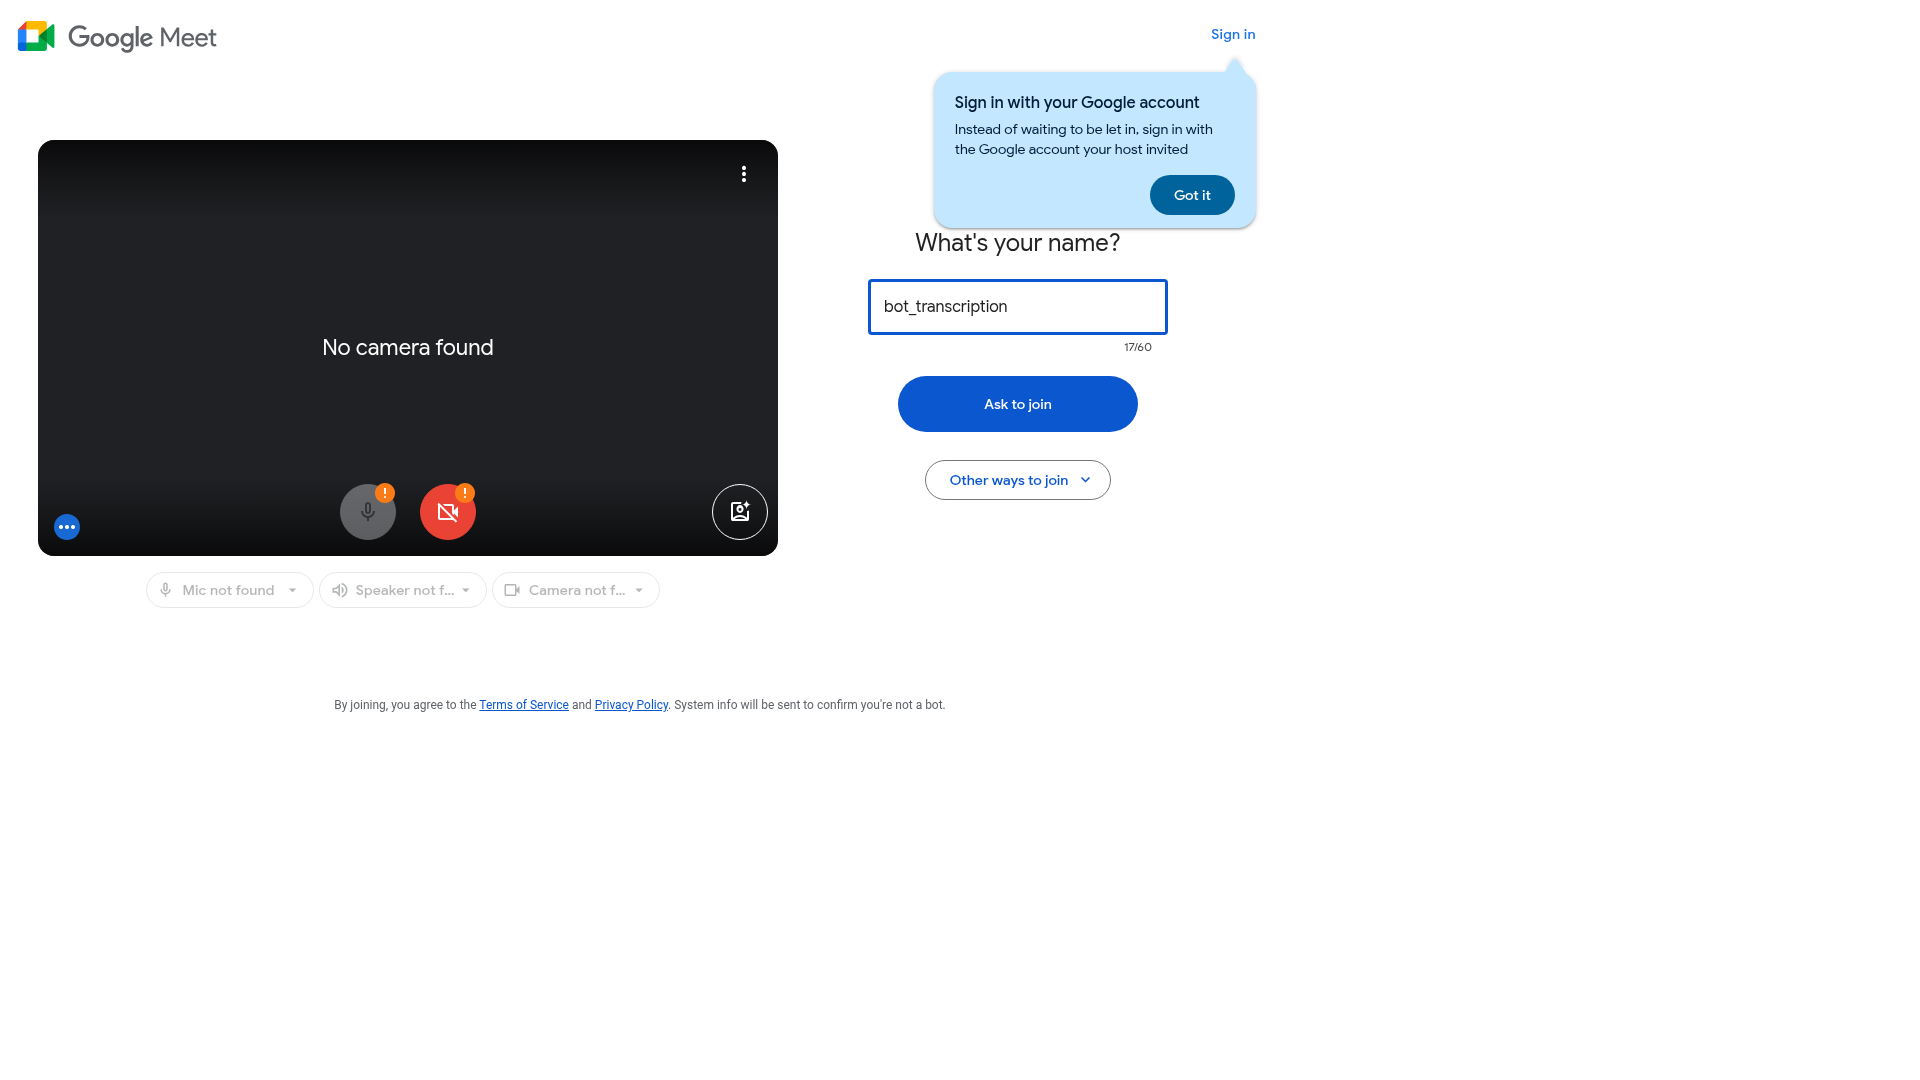 Google Meet
Sign in
Sign in with your Google account
Instead of waiting to be let in, sign in with
the Google account your host invited
Got it
What's your name?
bot_transcription
17/60
No camera found
Ask to join
Other ways to join
Mic not found
Speaker not f...
Camera not f...
By joining, you agree to the Terms of Service and Privacy Policy. System info will be sent to confirm you're not a bot.